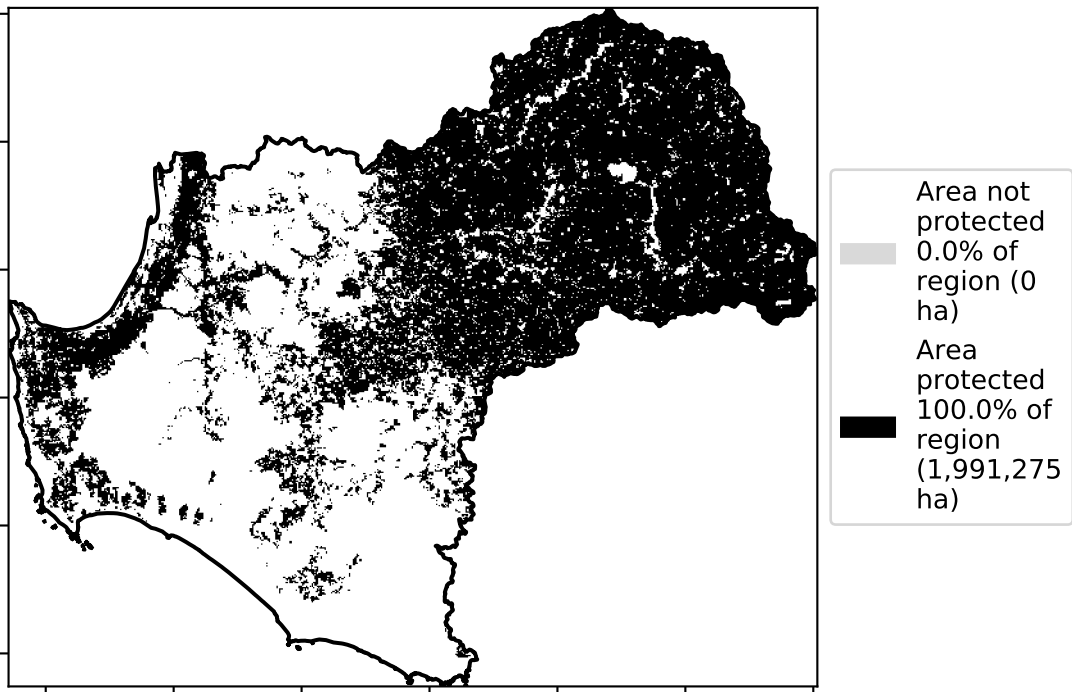 Area not
protected
0.0% of
region (0
ha)
Area
protected
100.0% of
region
(1,991,275
ha)